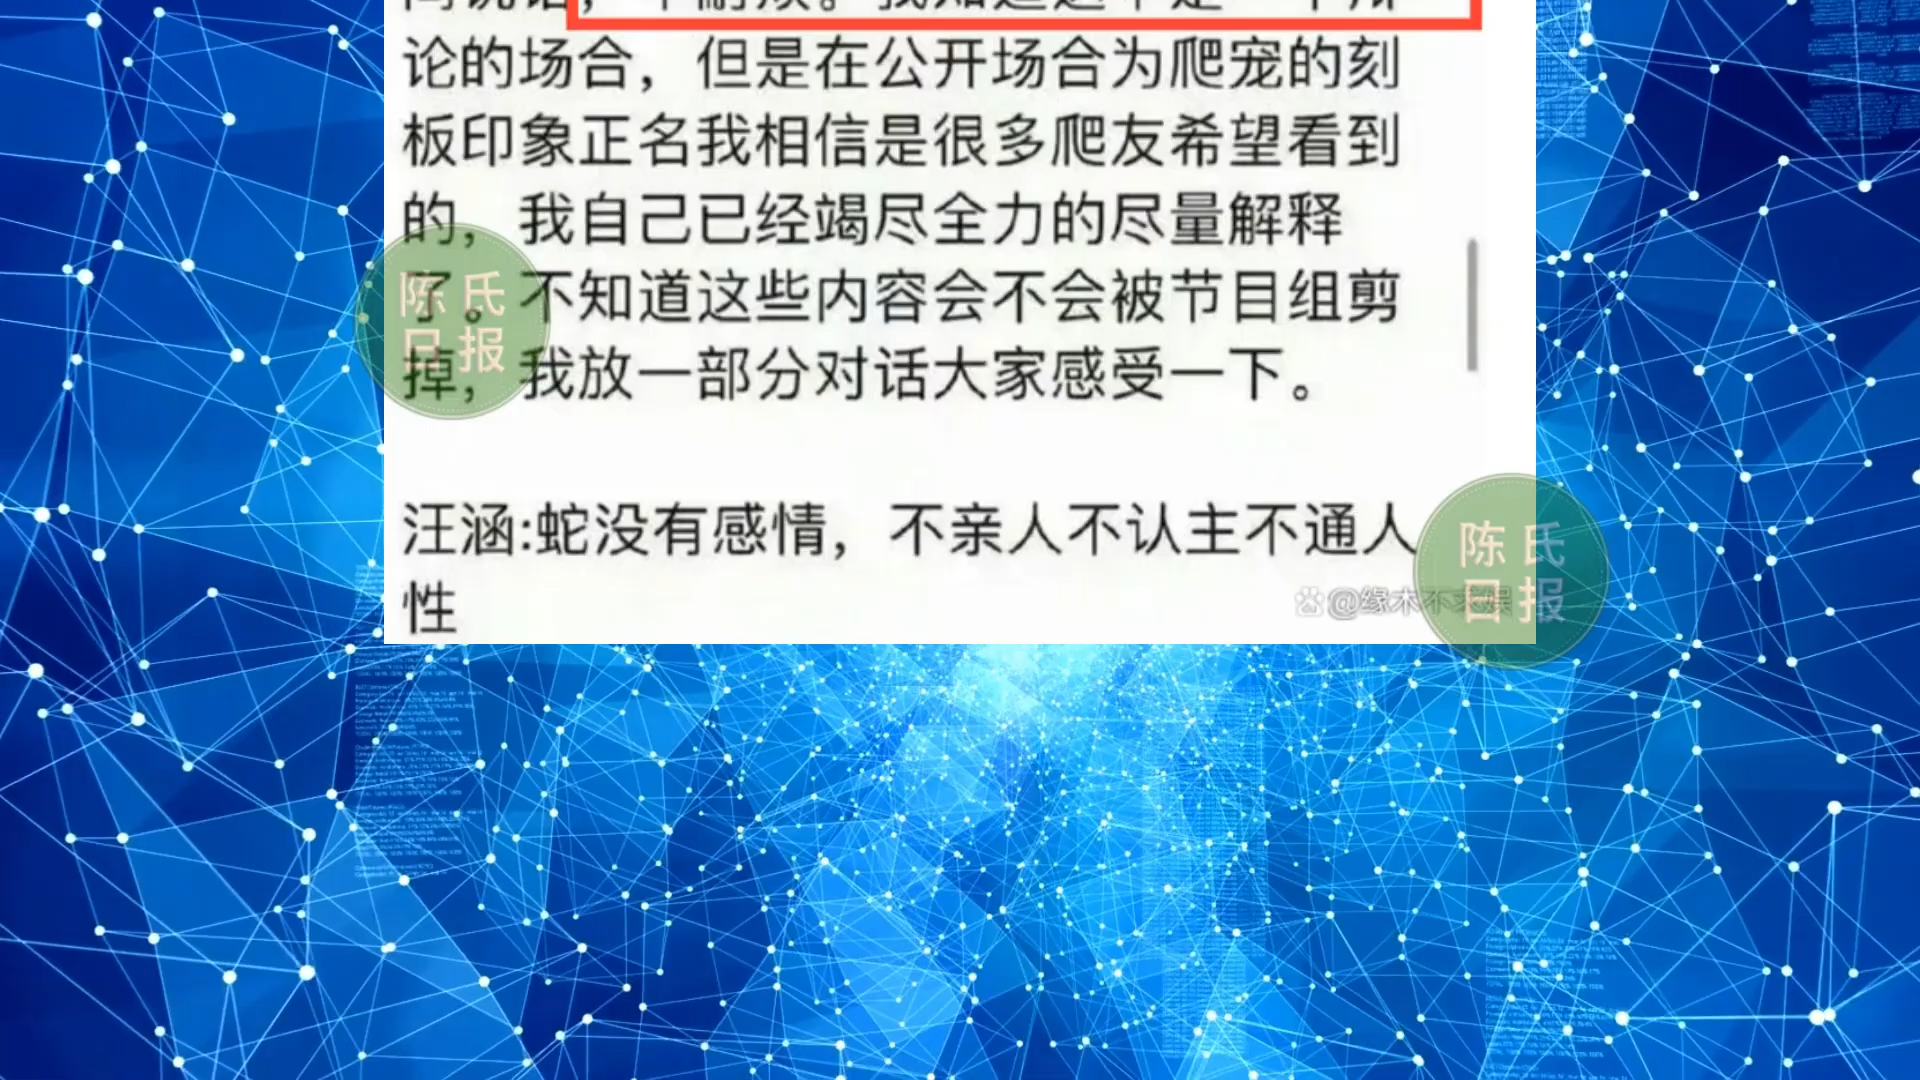 论的场合，但是在公开场合为爬宠的刻
板印象正名我相信是很多爬友希望看到
的，我自己已经竭尽全力的尽量解释
了。不知道这些内容会不会被节目组剪
掉，我放一部分对话大家感受一下。
汪涵:蛇没有感情，不亲人不认主不通人
性
陈氏
日报
@缘木不求娱
陈氏
日报